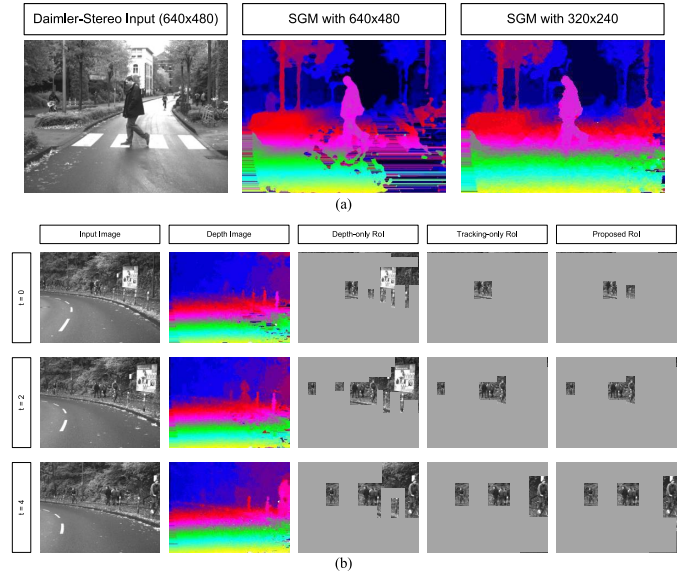 Daimler-Stereo Input (640x480)
SGM with 640x480
SGM with 320x240
(a)
Input Image
Depth Image
Depth-only RoI
Tracking-only RoI
Proposed RoI
t = 0
t = 2
t = 4
(b)